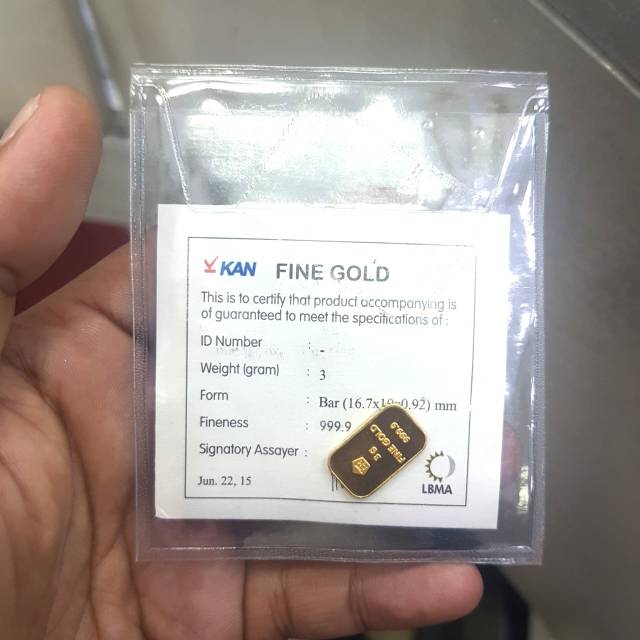 KAN FINE GOLD
This is to certify that product accompanying is
of guaranteed to meet the specifications of :
ID Number : -
Weight (gram) : 3
Form : Bar (16.7x10x0.92) mm
Fineness : 999.9
Signatory Assayer :
Jun. 22, 15
LBMA
3 G
FINE GOLD
999.9